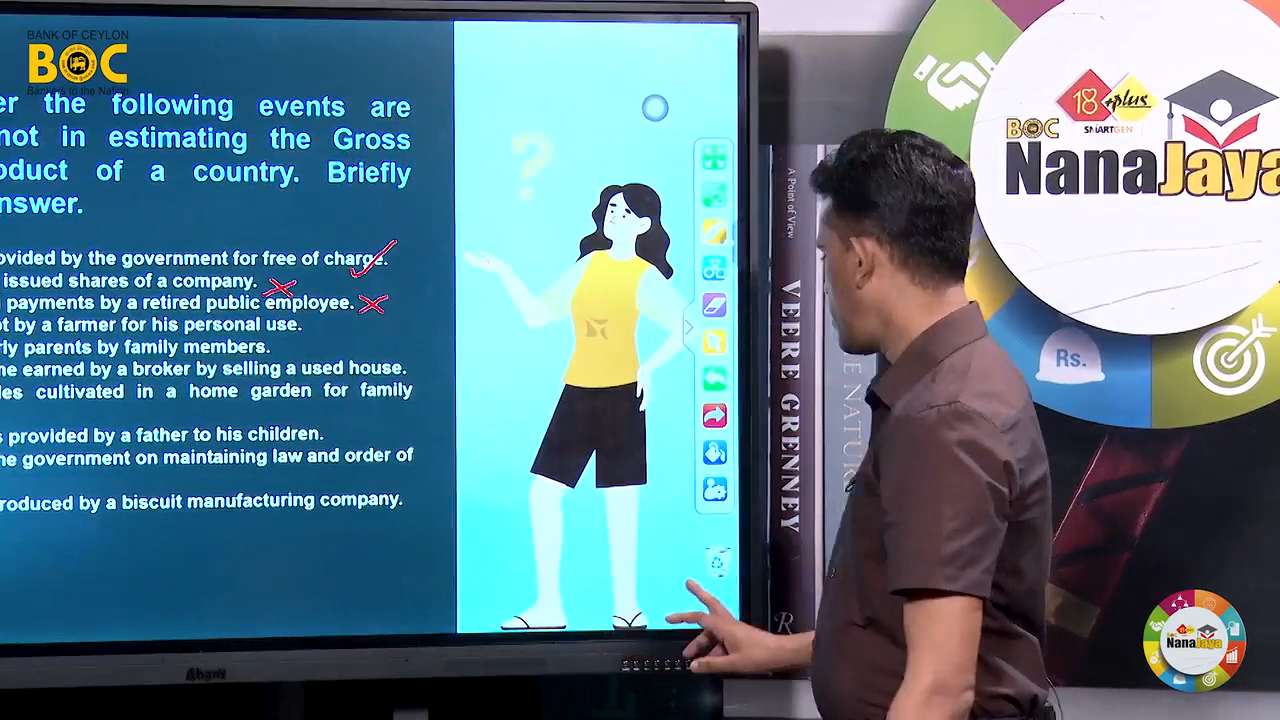 BANK OF CEYLON
BOC
Bankers to the Nation
er the following events are
not in estimating the Gross
oduct of a country. Briefly
nswer.
ovided by the government for free of charge.
issued shares of a company.
payments by a retired public employee.
pt by a farmer for his personal use.
rly parents by family members.
ne earned by a broker by selling a used house.
les cultivated in a home garden for family
s provided by a father to his children.
he government on maintaining law and order of
roduced by a biscuit manufacturing company.
?
A Point of View
VEERE GRENNEY
E NATUR
R
18 +plus
SMARTGEN
BOC
NanaJaya
Rs.
NanaJaya